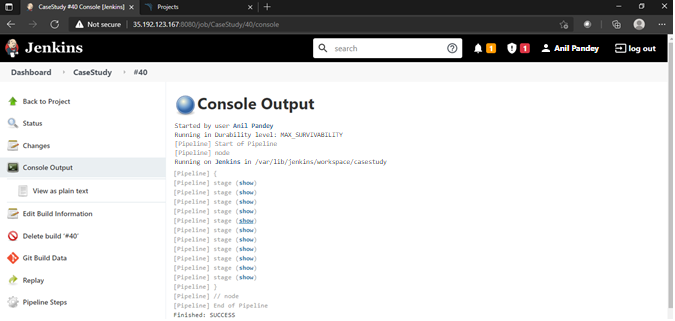 CaseStudy #40 Console [Jenkins]
Projects
Not secure
35.192.123.167:8080/job/CaseStudy/40/console
Jenkins
search
1
1
Anil Pandey
log out
Dashboard
CaseStudy
#40
Back to Project
Status
Changes
Console Output
View as plain text
Edit Build Information
Delete build '#40'
Git Build Data
Replay
Pipeline Steps
Console Output
Started by user Anil Pandey
Running in Durability level: MAX_SURVIVABILITY
[Pipeline] Start of Pipeline
[Pipeline] node
Running on Jenkins in /var/lib/jenkins/workspace/casestudy
[Pipeline] {
[Pipeline] stage (show)
[Pipeline] stage (show)
[Pipeline] stage (show)
[Pipeline] stage (show)
[Pipeline] stage (show)
[Pipeline] stage (show)
[Pipeline] stage (show)
[Pipeline] stage (show)
[Pipeline] stage (show)
[Pipeline] stage (show)
[Pipeline] stage (show)
[Pipeline] }
[Pipeline] // node
[Pipeline] End of Pipeline
Finished: SUCCESS